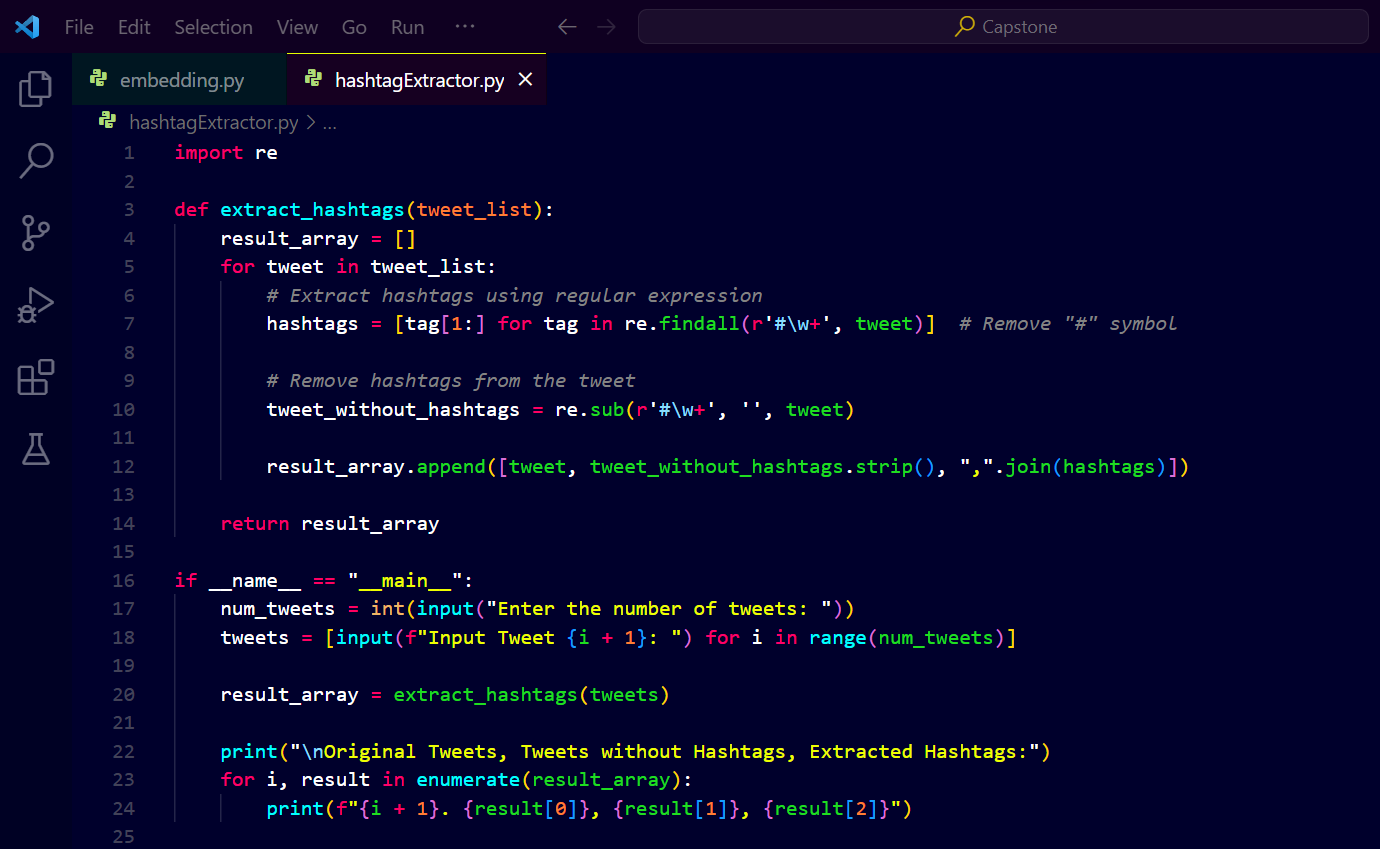 File Edit Selection View Go Run ··· Capstone
embedding.py hashtagExtractor.py
hashtagExtractor.py > ...
1 import re
2
3 def extract_hashtags(tweet_list):
4     result_array = []
5     for tweet in tweet_list:
6         # Extract hashtags using regular expression
7         hashtags = [tag[1:] for tag in re.findall(r'#\w+', tweet)]  # Remove "#" symbol
8
9         # Remove hashtags from the tweet
10         tweet_without_hashtags = re.sub(r'#\w+', '', tweet)
11
12         result_array.append([tweet, tweet_without_hashtags.strip(), ",".join(hashtags)])
13
14     return result_array
15
16 if __name__ == "__main__":
17     num_tweets = int(input("Enter the number of tweets: "))
18     tweets = [input(f"Input Tweet {i + 1}: ") for i in range(num_tweets)]
19
20     result_array = extract_hashtags(tweets)
21
22     print("\nOriginal Tweets, Tweets without Hashtags, Extracted Hashtags:")
23     for i, result in enumerate(result_array):
24         print(f"{i + 1}. {result[0]}, {result[1]}, {result[2]}")
25